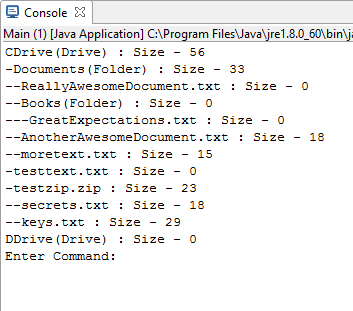 Console
Main (1) [Java Application] C:\Program Files\Java\jre1.8.0_60\bin\j
CDrive(Drive) : Size - 56
-Documents(Folder) : Size - 33
--ReallyAwesomeDocument.txt : Size - 0
--Books(Folder) : Size - 0
---GreatExpectations.txt : Size - 0
--AnotherAwesomeDocument.txt : Size - 18
--moretext.txt : Size - 15
-testtext.txt : Size - 0
-testzip.zip : Size - 23
--secrets.txt : Size - 18
--keys.txt : Size - 29
DDrive(Drive) : Size - 0
Enter Command: